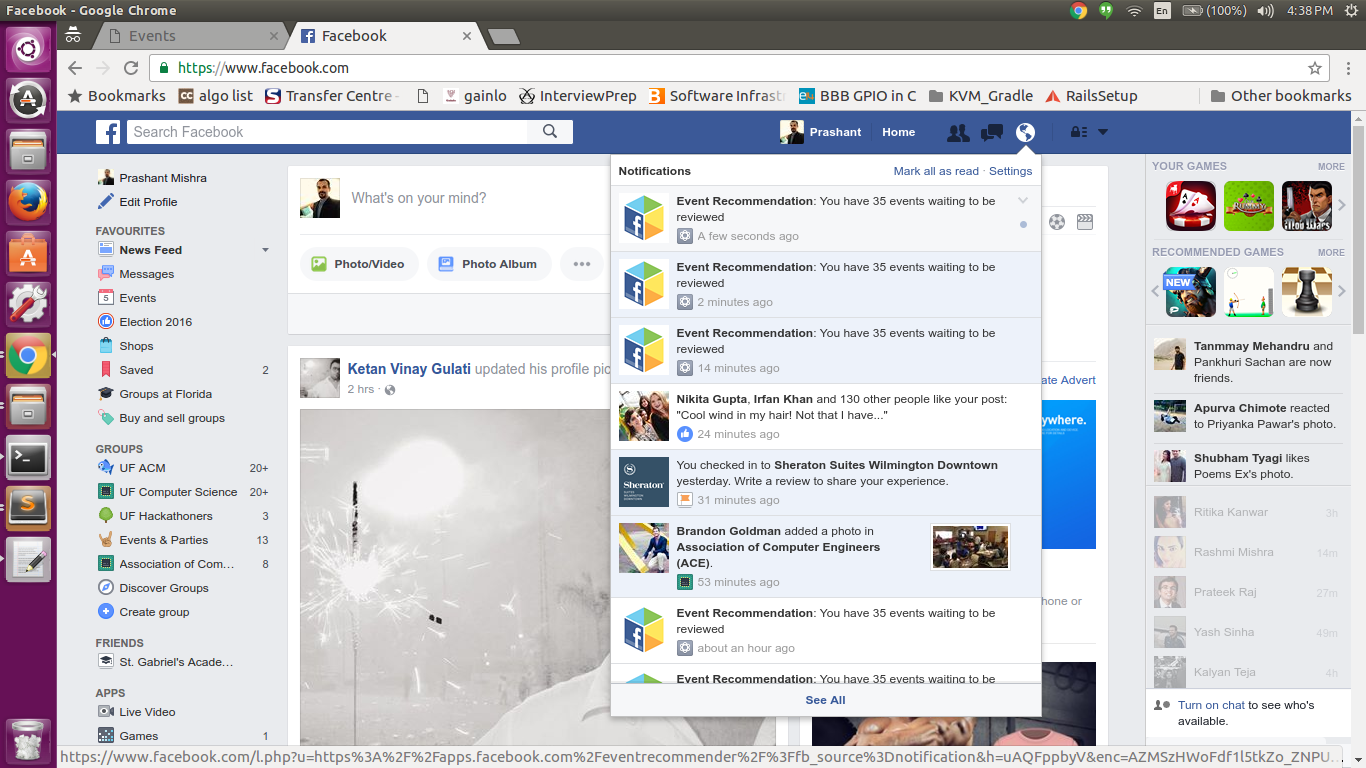 Facebook - Google Chrome
En
(100%)
4:38 PM
Events
Facebook
https://www.facebook.com
Bookmarks
algo list
Transfer Centre -
gainlo
InterviewPrep
Software Infrast
BBB GPIO in C
KVM_Gradle
RailsSetup
Other bookmarks
Search Facebook
Prashant
Home
Prashant Mishra
Edit Profile
FAVOURITES
News Feed
Messages
5 Events
Election 2016
Shops
Saved 2
Groups at Florida
Buy and sell groups
GROUPS
UF ACM 20+
UF Computer Science 20+
UF Hackathoners 3
Events & Parties 13
Association of Com... 8
Discover Groups
Create group
FRIENDS
St. Gabriel's Acade...
APPS
Live Video
Games 1
What's on your mind?
Photo/Video
Photo Album
Ketan Vinay Gulati updated his profile pic
2 hrs ·
Notifications
Mark all as read · Settings
Event Recommendation: You have 35 events waiting to be
reviewed
A few seconds ago
Event Recommendation: You have 35 events waiting to be
reviewed
2 minutes ago
Event Recommendation: You have 35 events waiting to be
reviewed
14 minutes ago
Nikita Gupta, Irfan Khan and 130 other people like your post:
"Cool wind in my hair! Not that I have..."
24 minutes ago
Sheraton
You checked in to Sheraton Suites Wilmington Downtown
yesterday. Write a review to share your experience.
31 minutes ago
Brandon Goldman added a photo in
Association of Computer Engineers
(ACE).
53 minutes ago
Event Recommendation: You have 35 events waiting to be
reviewed
about an hour ago
Event Recommendation: You have 35 events waiting to be
See All
ate Advert
ywhere.
hone or
YOUR GAMES
MORE
RECOMMENDED GAMES
MORE
NEW
Tanmmay Mehandru and
Pankhuri Sachan are now
friends.
Apurva Chimote reacted
to Priyanka Pawar's photo.
Shubham Tyagi likes
Poems Ex's photo.
Ritika Kanwar 3h
Rashmi Mishra 14m
Prateek Raj 27m
Yash Sinha 49m
Kalyan Teja 4h
Turn on chat to see who's
available.
https://www.facebook.com/l.php?u=https%3A%2F%2Fapps.facebook.com%2Feventrecommender%2F%3Ffb_source%3Dnotification&h=uAQFppbyV&enc=AZMSzHWoFdf1l5tkZo_ZNPU...